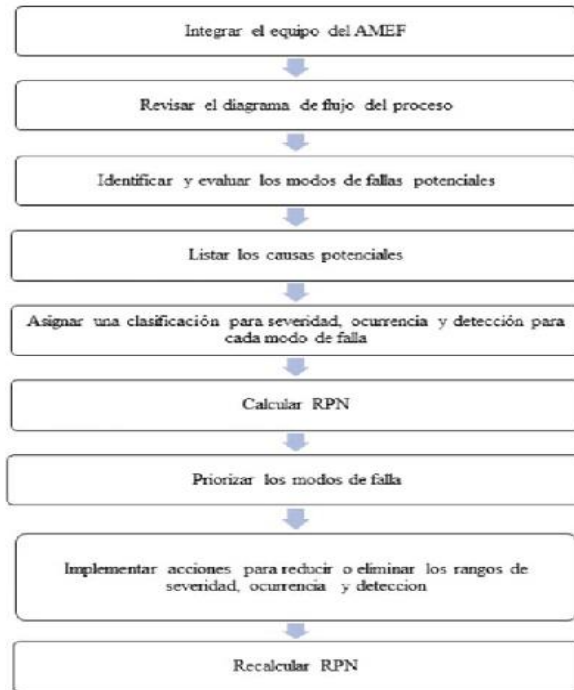 Integrar el equipo del AMEF
Revisar el diagrama de flujo del proceso
Identificar y evaluar los modos de fallas potenciales
Listar los causas potenciales
Asignar una clasificación para severidad, ocurrencia y detección para
cada modo de falla
Calcular RPN
Priorizar los modos de falla
Implementar acciones para reducir o eliminar los rangos de
severidad, ocurrencia y deteccion
Recalcular RPN